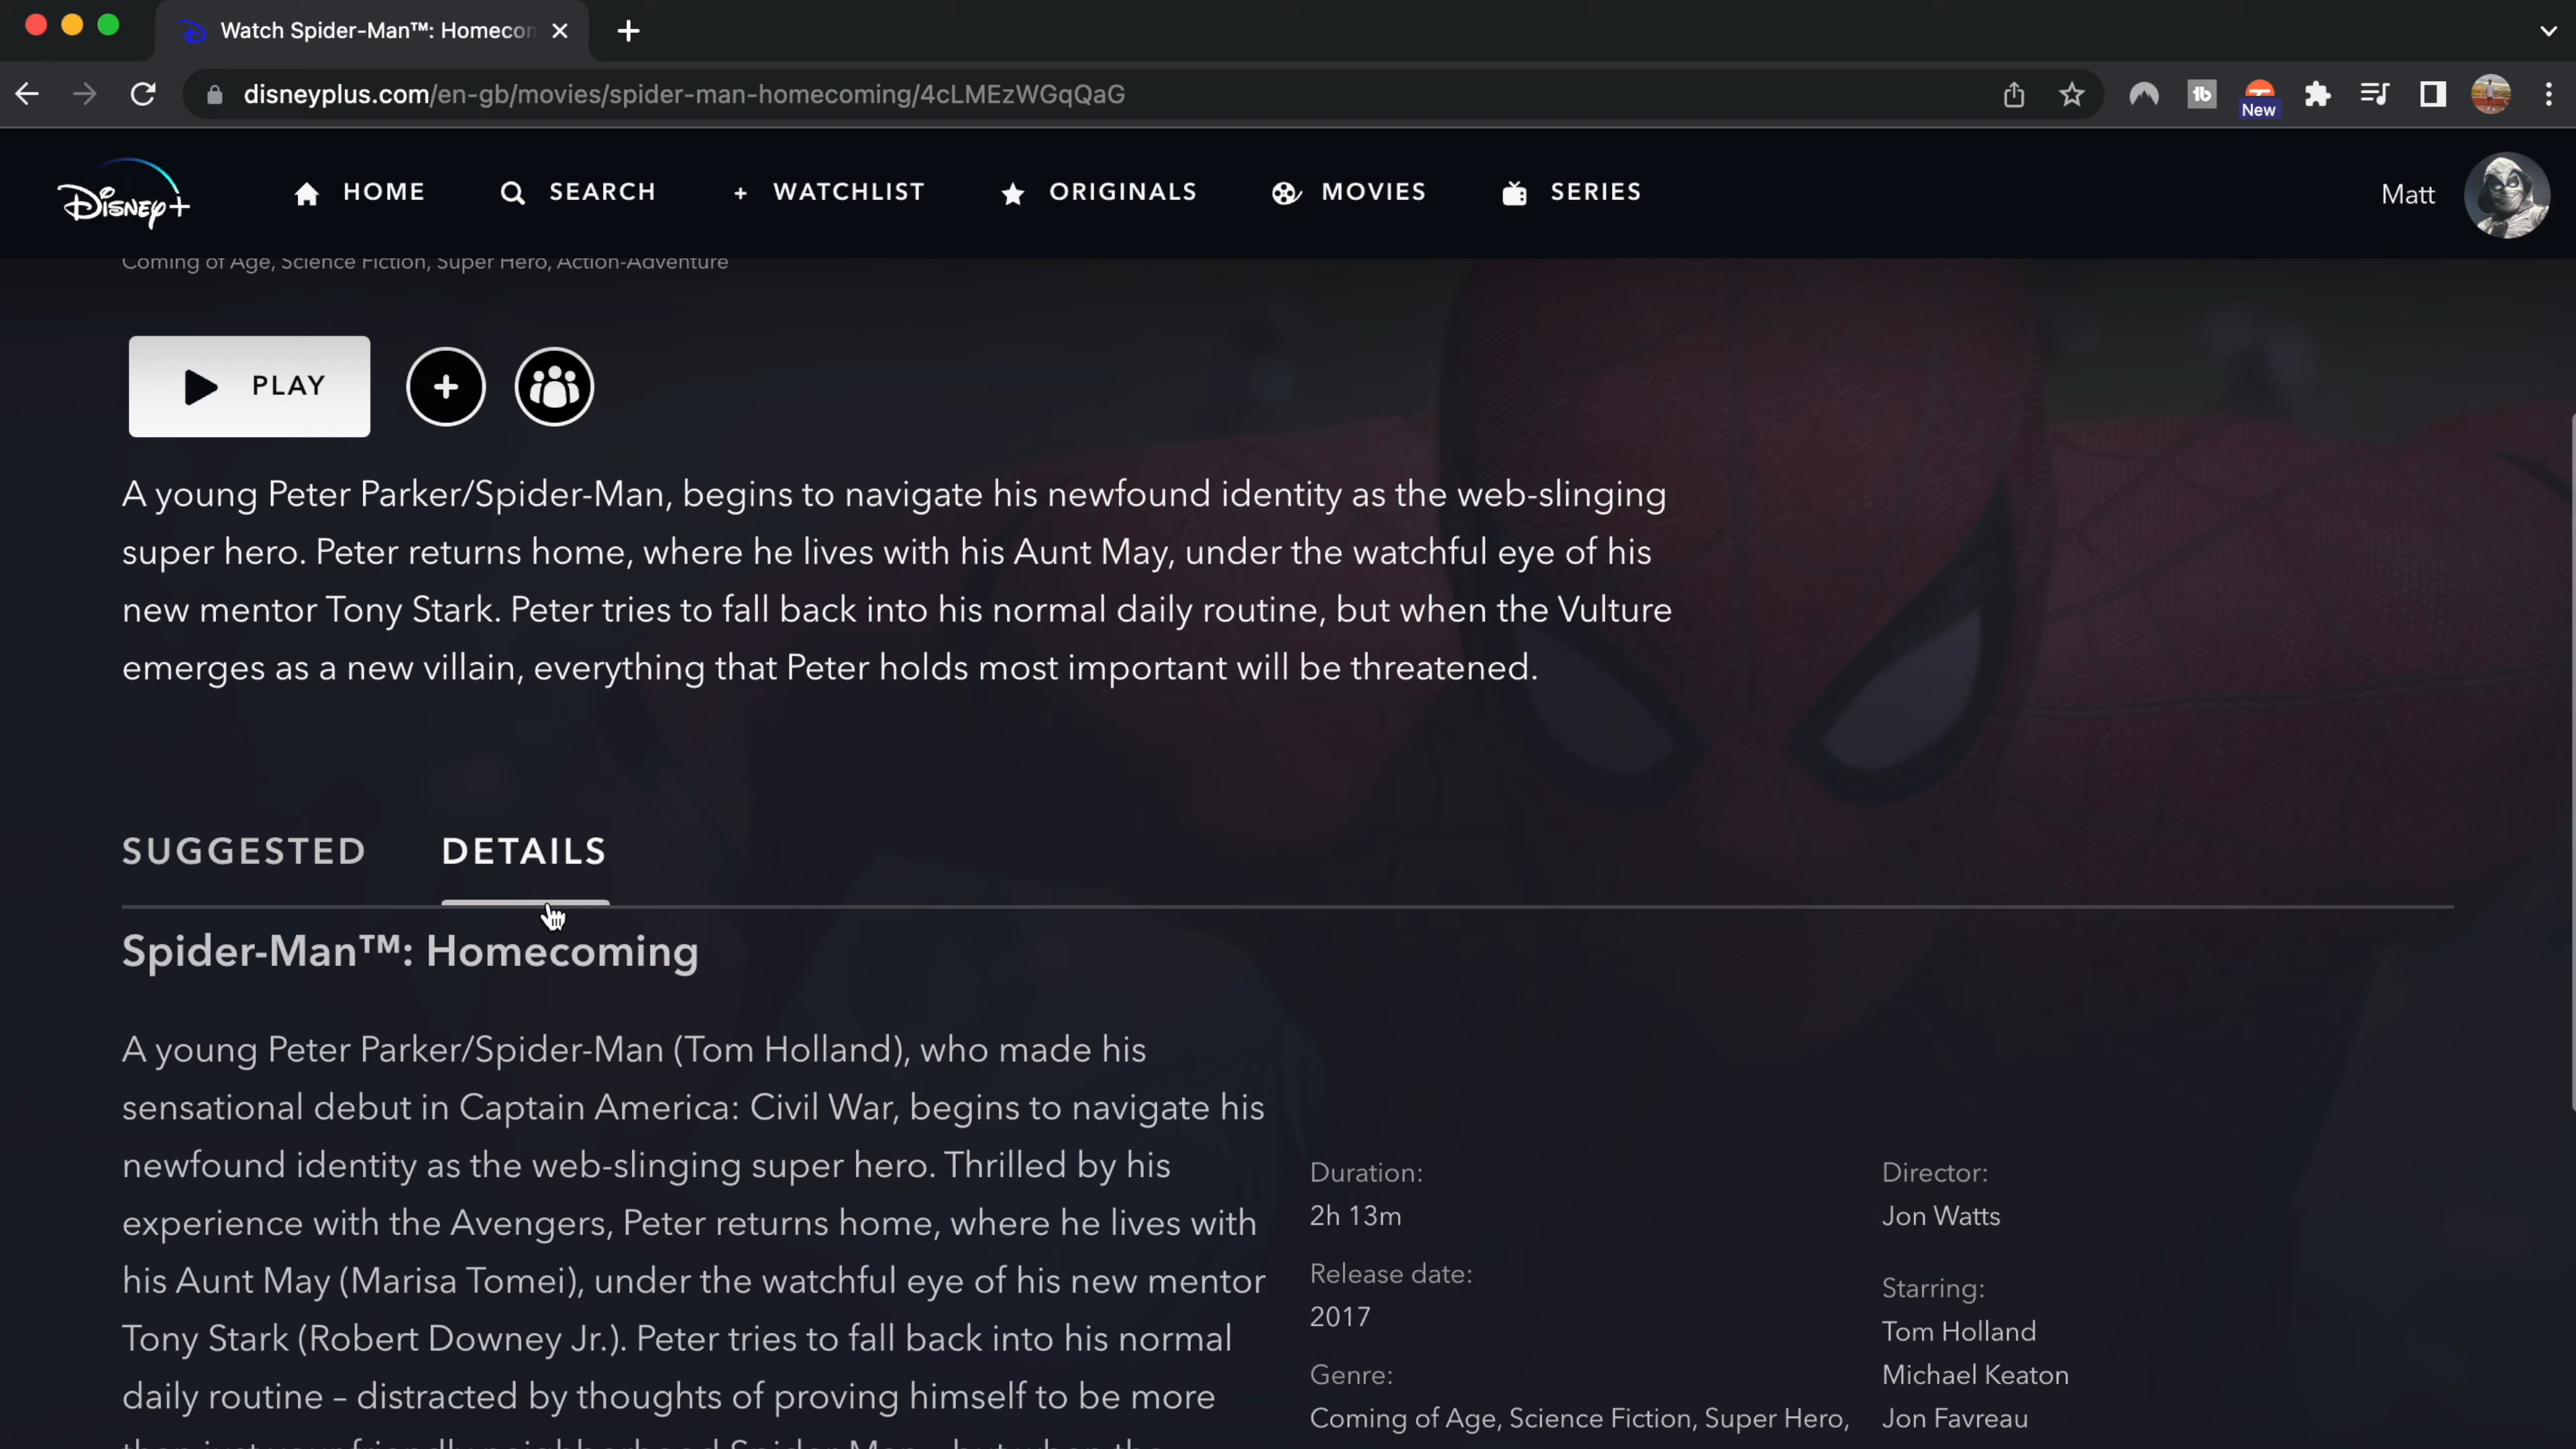 Watch Spider-Man™: Homecon
disneyplus.com/en-gb/movies/spider-man-homecoming/4cLMEzWGqQaG
tb
New
Disney+
HOME
SEARCH
+ WATCHLIST
ORIGINALS
MOVIES
SERIES
Matt
Coming of Age, Science Fiction, Super Hero, Action-Adventure
PLAY
A young Peter Parker/Spider-Man, begins to navigate his newfound identity as the web-slinging
super hero. Peter returns home, where he lives with his Aunt May, under the watchful eye of his
new mentor Tony Stark. Peter tries to fall back into his normal daily routine, but when the Vulture
emerges as a new villain, everything that Peter holds most important will be threatened.
SUGGESTED
DETAILS
Spider-Man™: Homecoming
A young Peter Parker/Spider-Man (Tom Holland), who made his
sensational debut in Captain America: Civil War, begins to navigate his
newfound identity as the web-slinging super hero. Thrilled by his
experience with the Avengers, Peter returns home, where he lives with
his Aunt May (Marisa Tomei), under the watchful eye of his new mentor
Tony Stark (Robert Downey Jr.). Peter tries to fall back into his normal
daily routine – distracted by thoughts of proving himself to be more
Duration:
2h 13m
Release date:
2017
Genre:
Coming of Age, Science Fiction, Super Hero,
Director:
Jon Watts
Starring:
Tom Holland
Michael Keaton
Jon Favreau